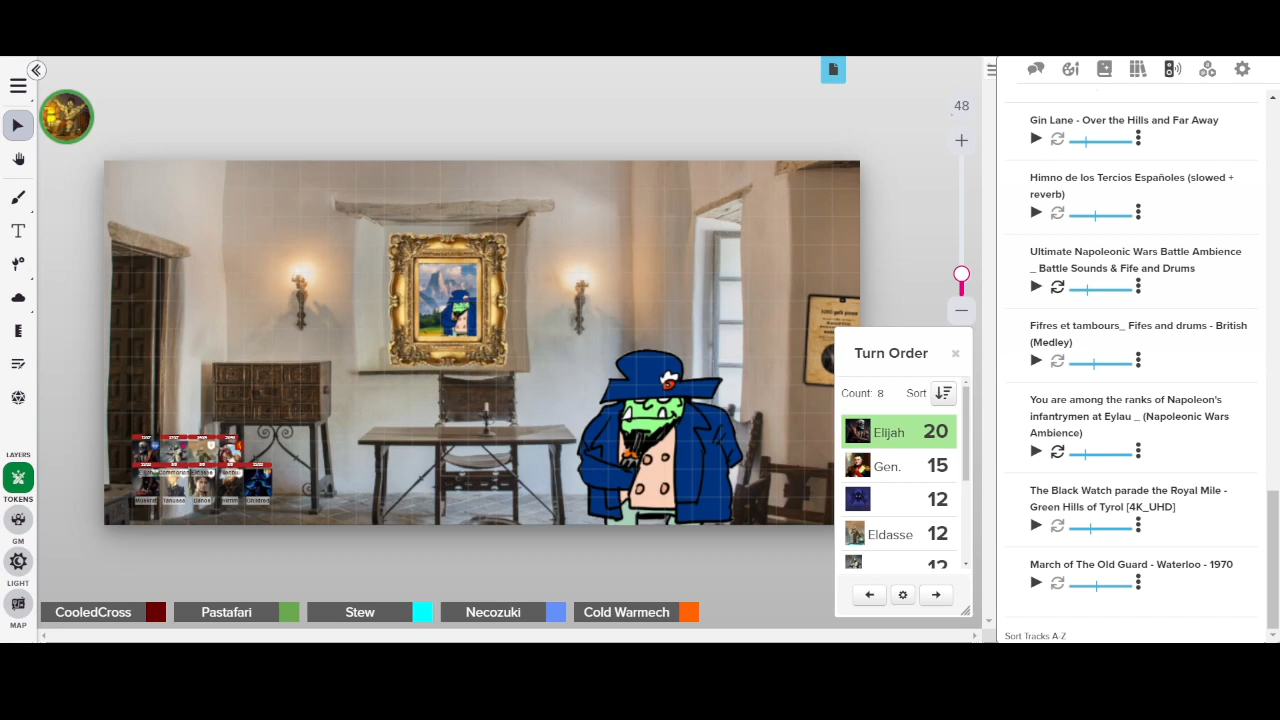 48
Gin Lane - Over the Hills and Far Away
Himno de los Tercios Españoles (slowed +
reverb)
Ultimate Napoleonic Wars Battle Ambience
_ Battle Sounds & Fife and Drums
Fifres et tambours_ Fifes and drums - British
(Medley)
You are among the ranks of Napoleon's
infantrymen at Eylau _ (Napoleonic Wars
Ambience)
The Black Watch parade the Royal Mile -
Green Hills of Tyrol [4K_UHD]
March of The Old Guard - Waterloo - 1970
Sort Tracks A-Z
Turn Order
Count: 8 Sort
Elijah 20
Gen. 15
12
Eldasse 12
12
LAYERS
TOKENS
GM
LIGHT
MAP
CooledCross
Pastafari
Stew
Necozuki
Cold Warmech